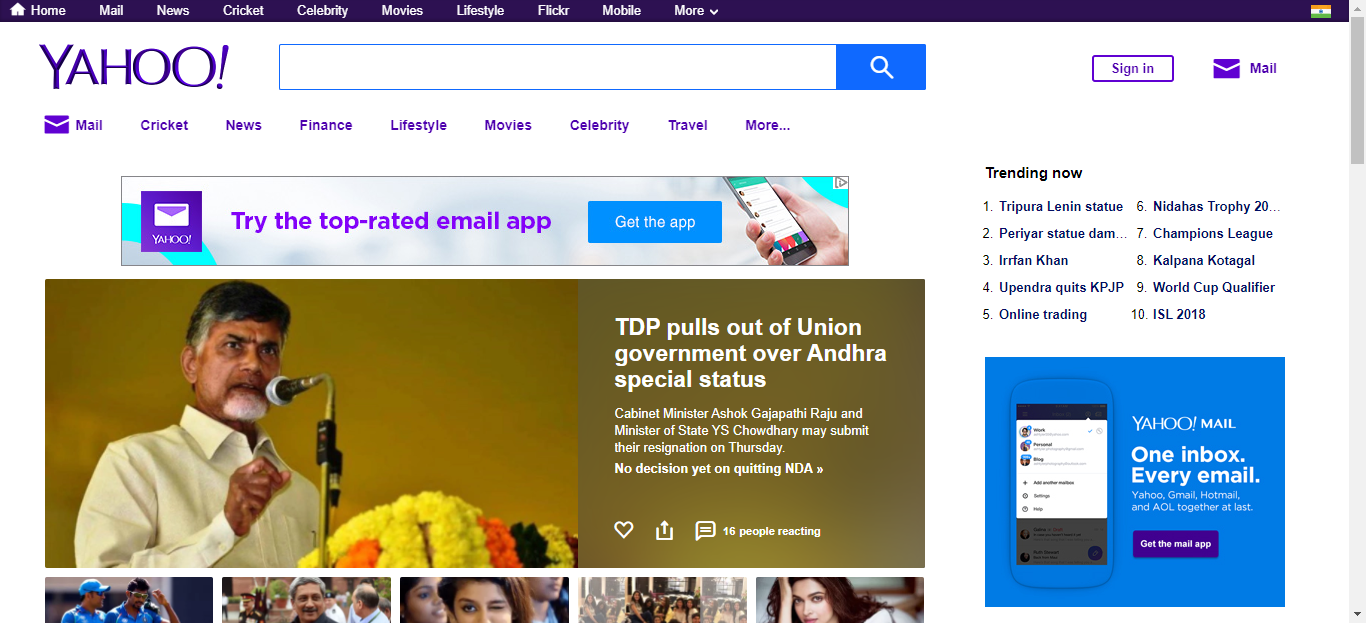 Home Mail News Cricket Celebrity Movies Lifestyle Flickr Mobile More
YAHOO!
Sign in
Mail
Mail Cricket News Finance Lifestyle Movies Celebrity Travel More...
YAHOO!
Try the top-rated email app
Get the app
TDP pulls out of Union
government over Andhra
special status
Cabinet Minister Ashok Gajapathi Raju and
Minister of State YS Chowdhary may submit
their resignation on Thursday.
No decision yet on quitting NDA »
16 people reacting
Trending now
1. Tripura Lenin statue
2. Periyar statue dam...
3. Irrfan Khan
4. Upendra quits KPJP
5. Online trading
6. Nidahas Trophy 20...
7. Champions League
8. Kalpana Kotagal
9. World Cup Qualifier
10. ISL 2018
Work
Personal
Blog
Add another mailbox
Settings
Help
YAHOO! MAIL
One inbox.
Every email.
Yahoo, Gmail, Hotmail,
and AOL together at last.
Get the mail app